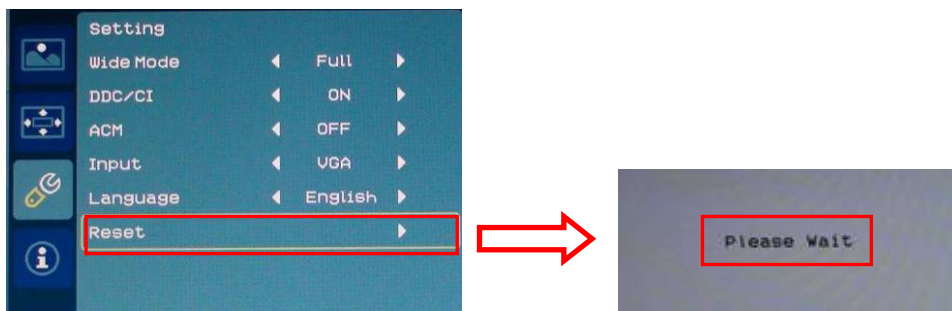 Setting
Wide Mode Full
DDC/CI ON
ACM OFF
Input VGA
Language English
Reset
Please Wait